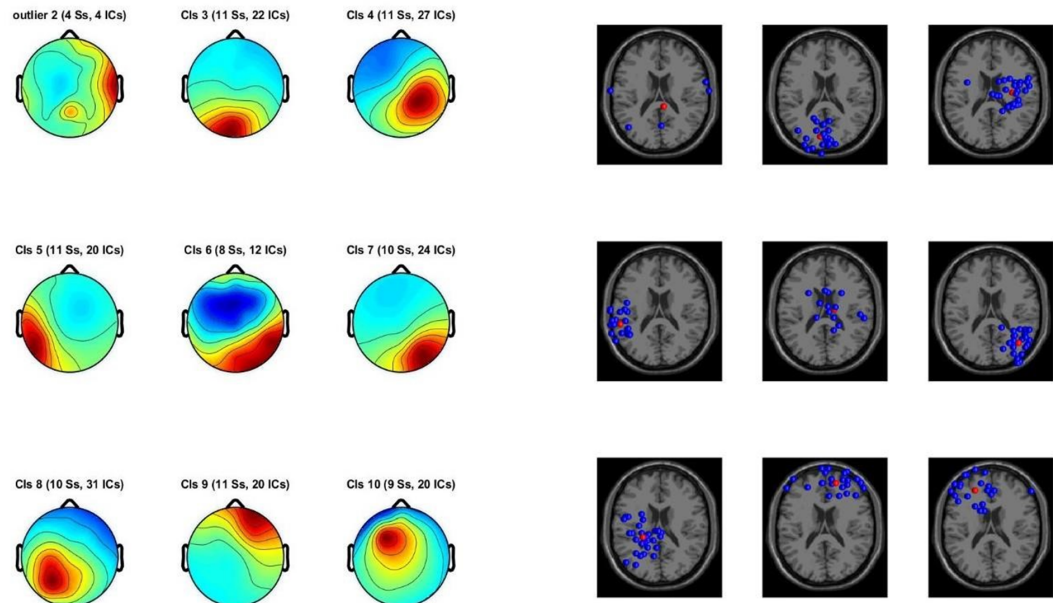 outlier 2 (4 Ss, 4 ICs)
Cls 3 (11 Ss, 22 ICs)
Cls 4 (11 Ss, 27 ICs)
Cls 5 (11 Ss, 20 ICs)
Cls 6 (8 Ss, 12 ICs)
Cls 7 (10 Ss, 24 ICs)
Cls 8 (10 Ss, 31 ICs)
Cls 9 (11 Ss, 20 ICs)
Cls 10 (9 Ss, 20 ICs)